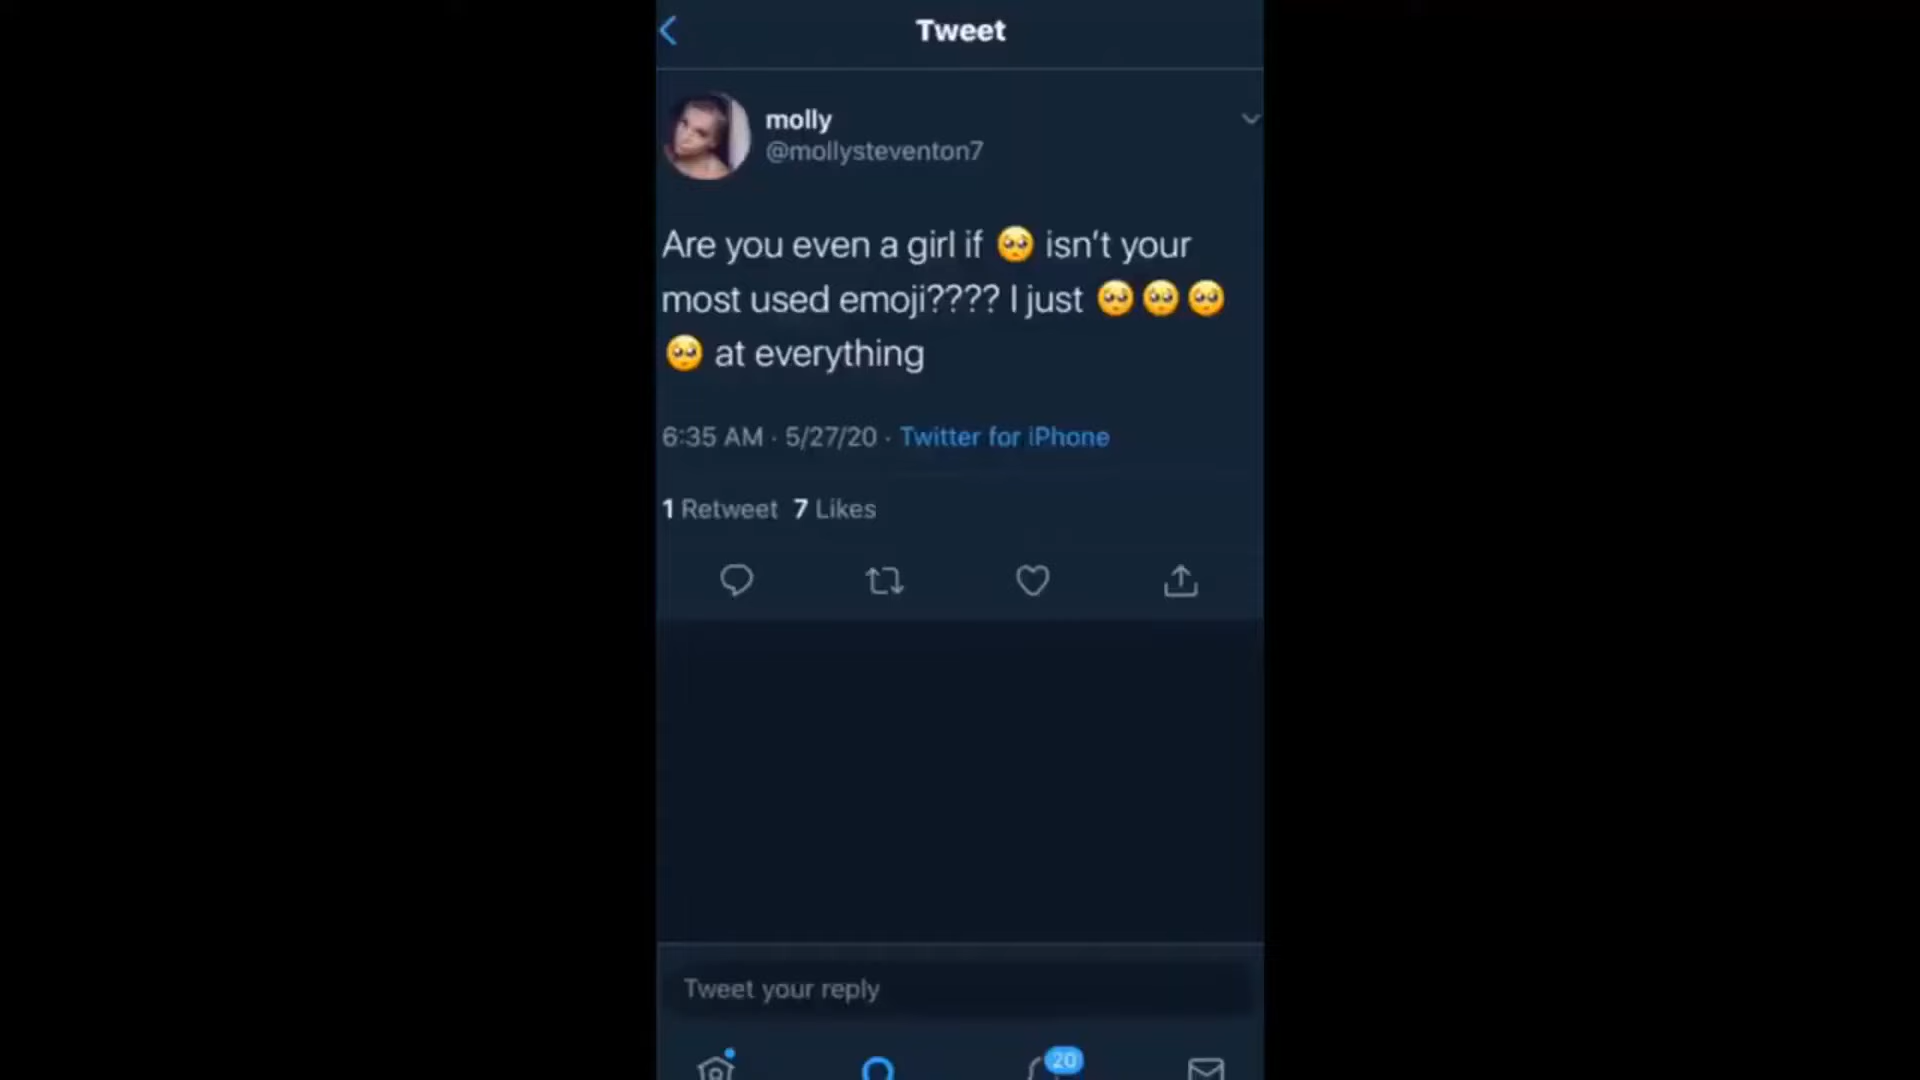 Tweet
molly
@mollysteventon7
Are you even a girl if 🥺 isn't your
most used emoji???? I just 🥺🥺🥺
🥺 at everything
6:35 AM · 5/27/20 · Twitter for iPhone
1 Retweet 7 Likes
Tweet your reply
20